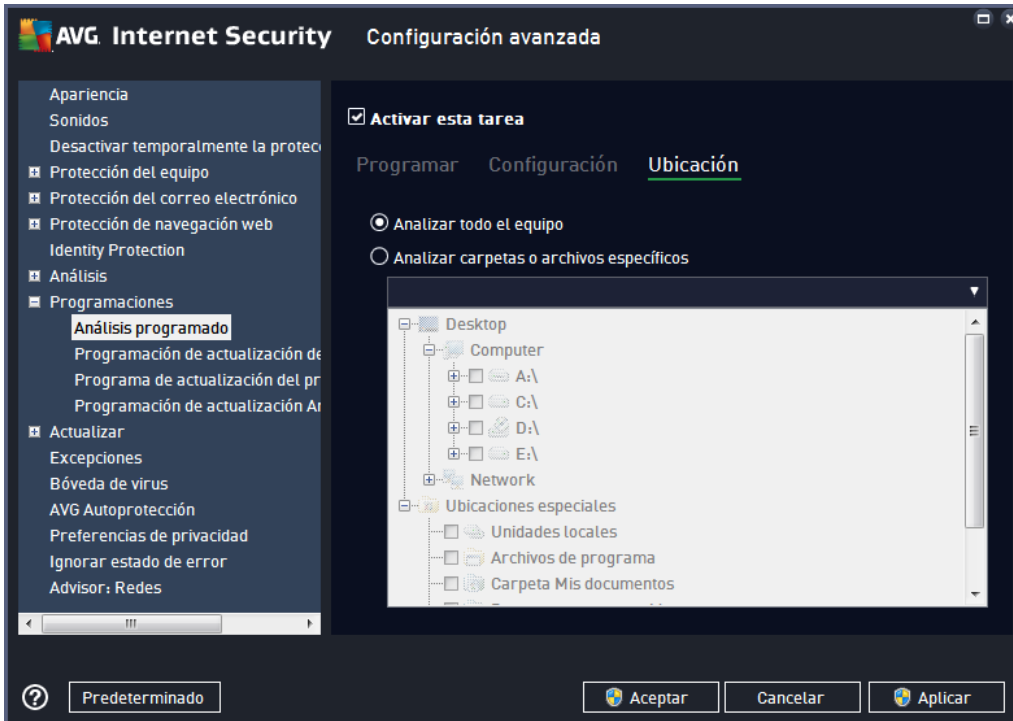 AVG Internet Security Configuración avanzada
Apariencia
Sonidos
Desactivar temporalmente la protec
Protección del equipo
Protección del correo electrónico
Protección de navegación web
Identity Protection
Análisis
Programaciones
Análisis programado
Programación de actualización de
Programa de actualización del pr
Programación de actualización An
Actualizar
Excepciones
Bóveda de virus
AVG Autoprotección
Preferencias de privacidad
Ignorar estado de error
Advisor: Redes
Activar esta tarea
Programar Configuración Ubicación
Analizar todo el equipo
Analizar carpetas o archivos específicos
Desktop
Computer
A:\
C:\
D:\
E:\
Network
Ubicaciones especiales
Unidades locales
Archivos de programa
Carpeta Mis documentos
Predeterminado
Aceptar
Cancelar
Aplicar